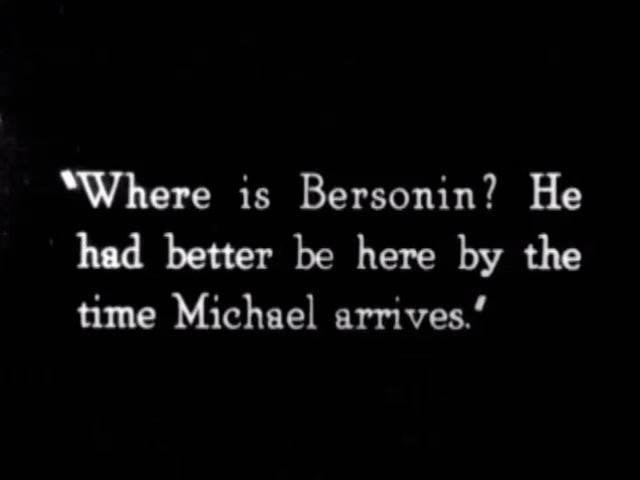 "Where is Bersonin? He
had better be here by the
time Michael arrives."